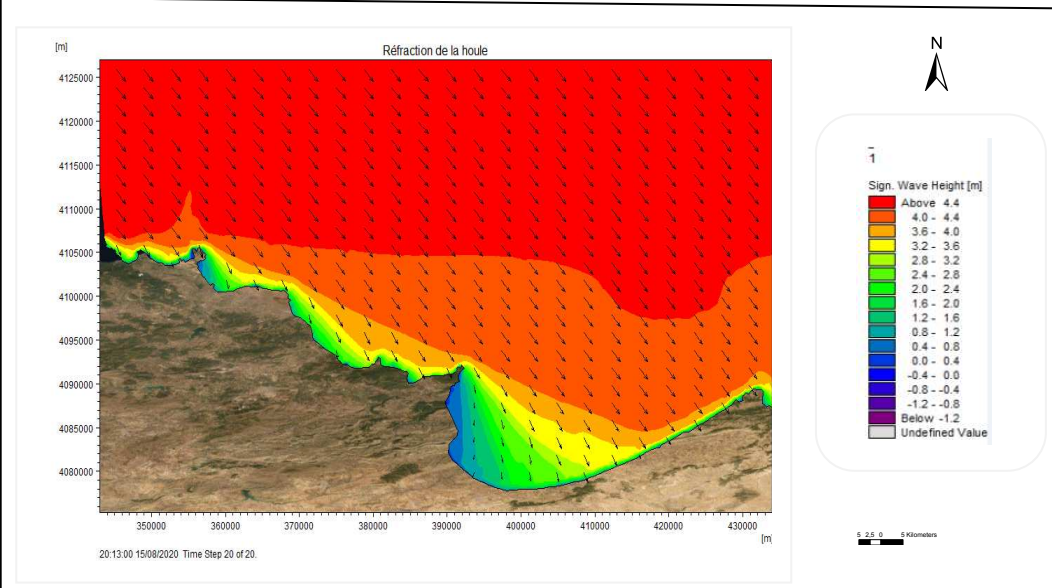 [m]
Réfraction de la houle
4125000
4120000
4115000
4110000
4105000
4100000
4095000
4090000
4085000
4080000
350000 360000 370000 380000 390000 400000 410000 420000 430000
[m
20:13:00 15/08/2020 Time Step 20 of 20.
N
1
Sign. Wave Height [m]
Above 4.4
4.0 - 4.4
3.6 - 4.0
3.2 - 3.6
2.8 - 3.2
2.4 - 2.8
2.0 - 2.4
1.6 - 2.0
1.2 - 1.6
0.8 - 1.2
0.4 - 0.8
0.0 - 0.4
-0.4 - 0.0
-0.8 - -0.4
-1.2 - -0.8
Below -1.2
Undefined Value
5 2,5 0 5 Kilometers